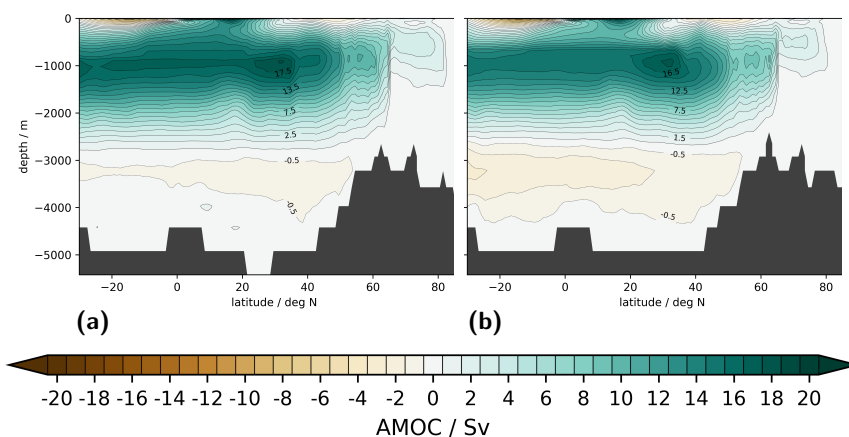 0
−1000
−2000
−3000
−4000
−5000
depth / m
17.5
13.5
7.5
2.5
-0.5
-0.5
−20 0 20 40 60 80
latitude / deg N
(a)
16.5
12.5
7.5
1.5
-0.5
-0.5
−20 0 20 40 60 80
latitude / deg N
(b)
-20 -18 -16 -14 -12 -10 -8 -6 -4 -2 0 2 4 6 8 10 12 14 16 18 20
AMOC / Sv